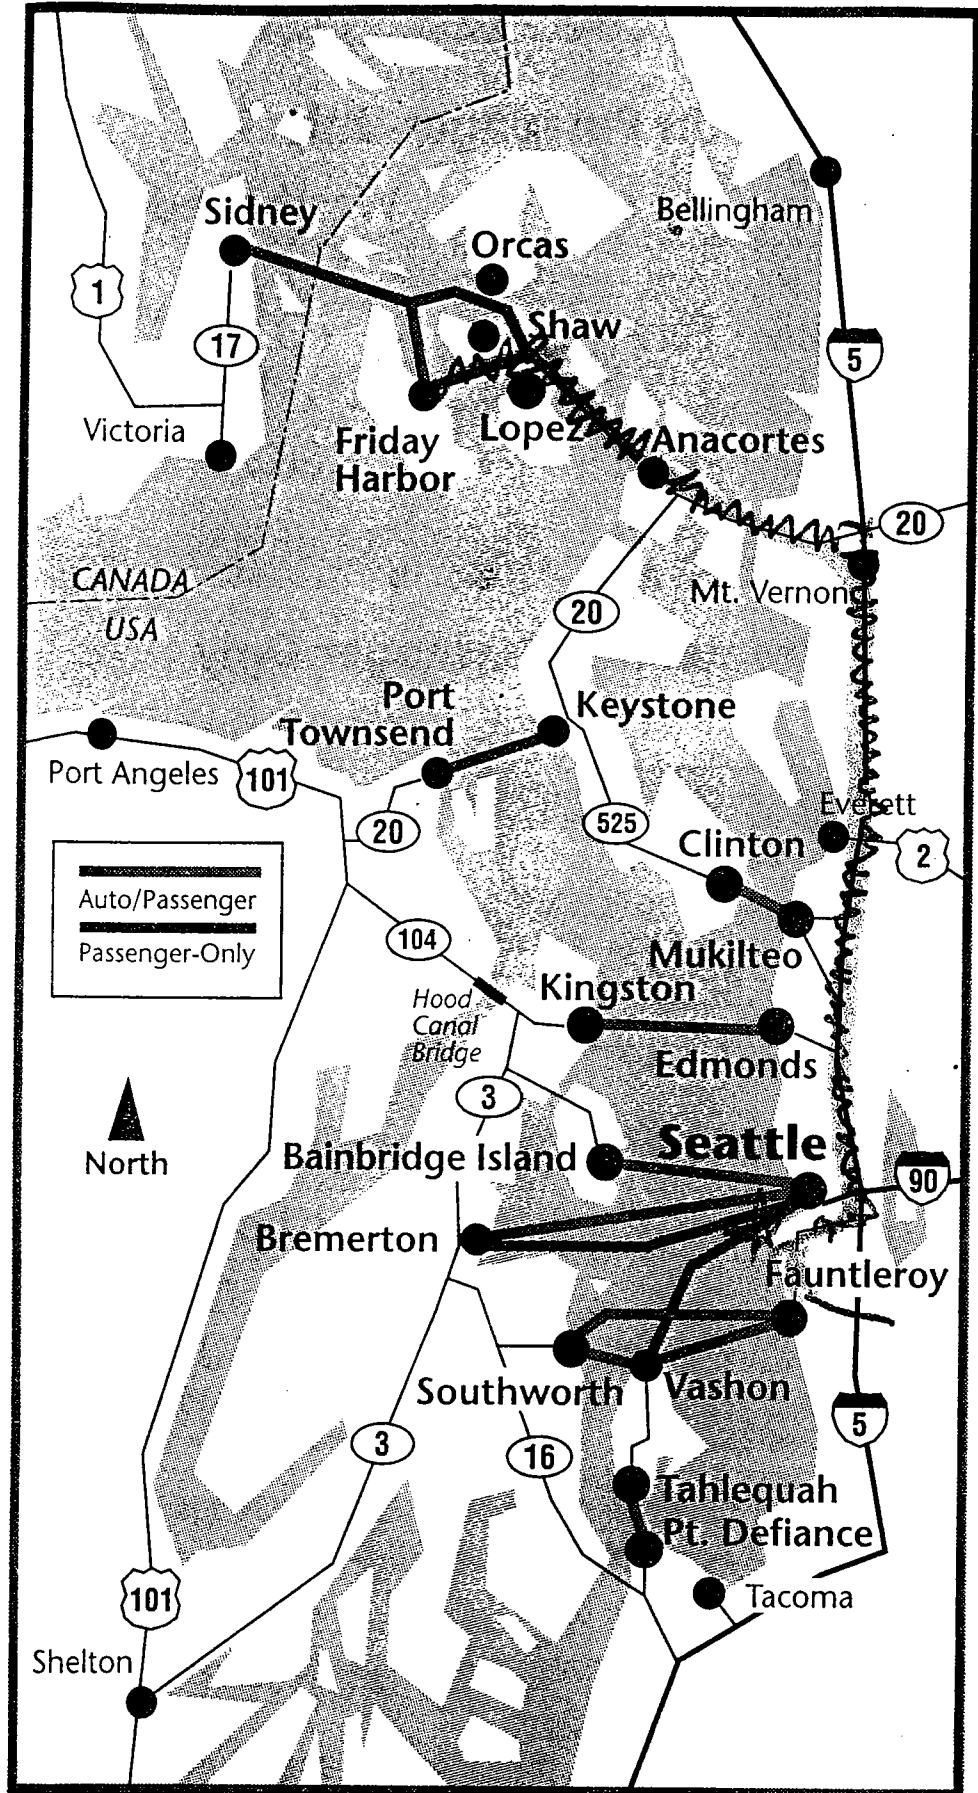 Sidney
Bellingham
Orcas
1
Shaw
17
5
Victoria
Friday
Harbor
Lopez
Anacortes
20
CANADA
USA
Mt. Vernon
20
Port
Townsend
Keystone
Port Angeles
101
20
525
Everett
2
Clinton
Auto/Passenger
Passenger-Only
104
Mukilteo
Hood
Canal
Bridge
Kingston
Edmonds
3
North
Bainbridge Island
Seattle
90
Bremerton
Fauntleroy
Southworth
Vashon
5
3
16
Tahlequah
Pt. Defiance
101
Tacoma
Shelton